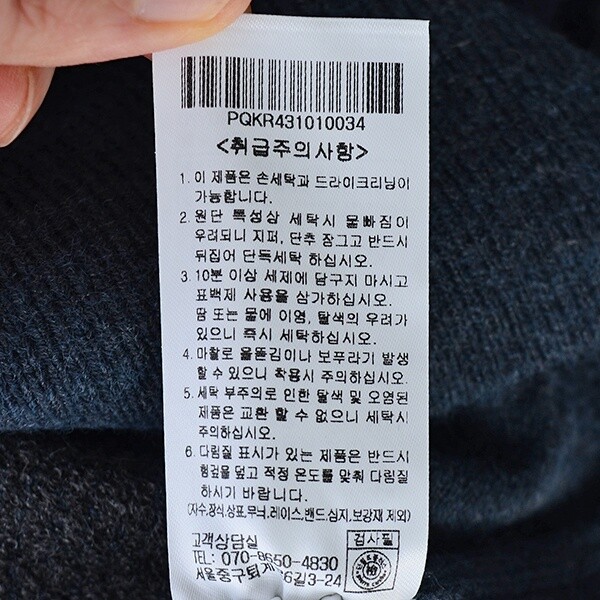 PQKR431010034
<취급주의사항>
1. 이 제품은 손세탁과 드라이크리닝이
가능합니다.
2. 원단 특성상 세탁시 물빠짐이
우려되니 지퍼, 단추 잠그고 반드시
뒤집어 단독세탁 하십시오.
3. 10분 이상 세제에 담구지 마시고
표백제 사용을 삼가하십시오.
땀 또는 물에 이염, 탈색의 우려가
있으니 즉시 세탁하십시오.
4. 마찰로 올뜯김이나 보푸라기 발생
할 수 있으니 착용시 주의하십시오.
5. 세탁 부주의로 인한 탈색 및 오염된
제품은 교환 할 수 없으니 세탁시
주의하십시오.
6. 다림질 표시가 있는 제품은 반드시
헝겊을 덮고 적정 온도를 맞춰 다림질
하시기 바랍니다.
(자수,장식,상표,무늬,레이스,밴드,심지,보강재 제외)
고객상담실
검사필
TEL: 070-8650-4830
서울중구퇴계 6길3-24